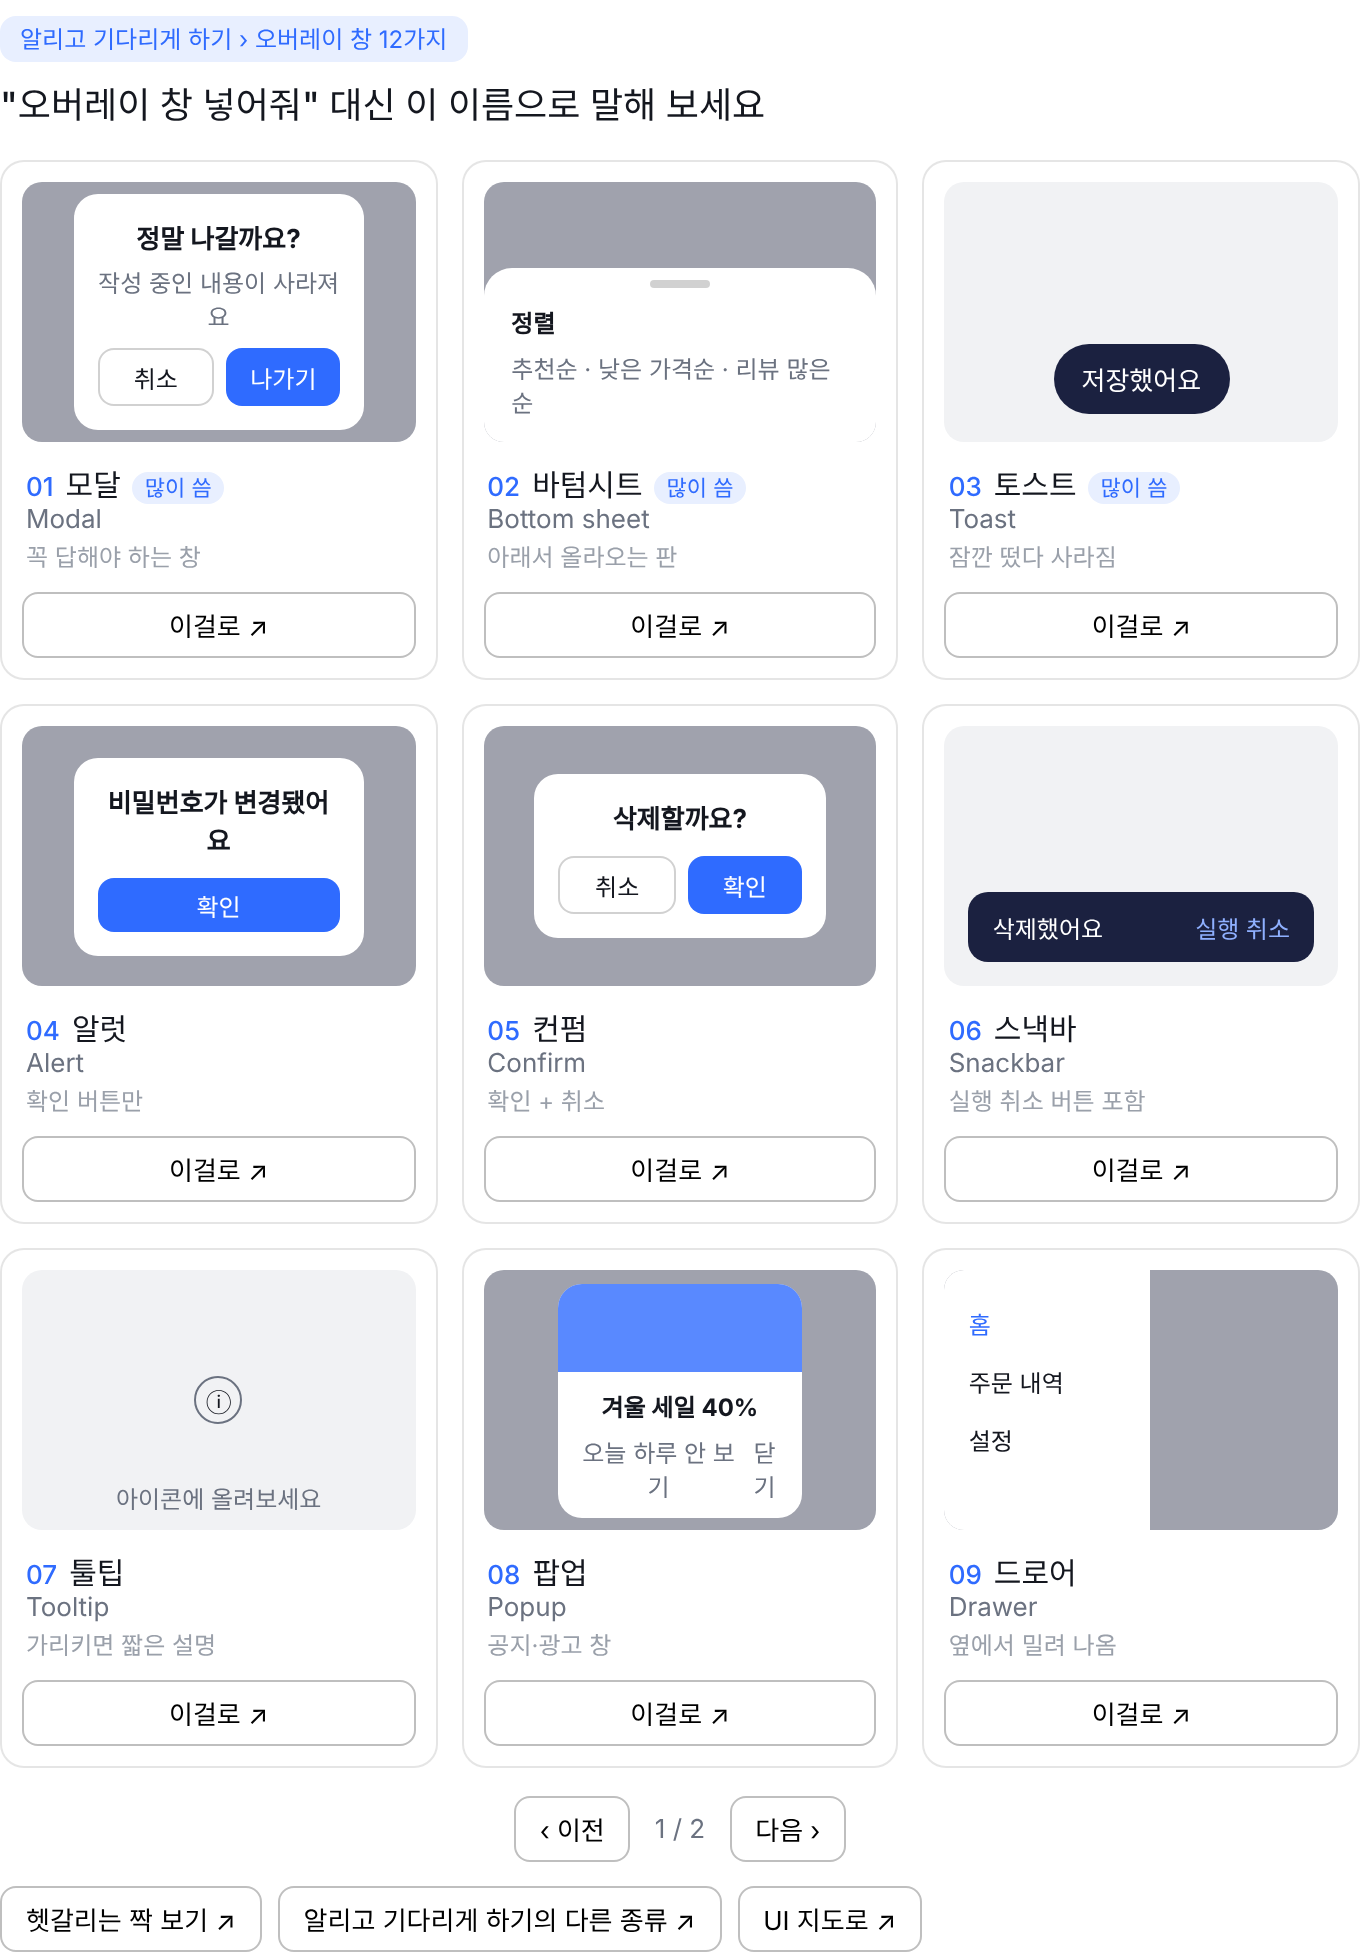 알리고 기다리게 하기 › 오버레이 창 12가지
"오버레이 창 넣어줘" 대신 이 이름으로 말해 보세요
정말 나갈까요?
작성 중인 내용이 사라져
요
취소
나가기
01 모달 많이 씀
Modal
꼭 답해야 하는 창
이걸로 ↗
정렬
추천순 · 낮은 가격순 · 리뷰 많은
순
02 바텀시트 많이 씀
Bottom sheet
아래서 올라오는 판
이걸로 ↗
저장했어요
03 토스트 많이 씀
Toast
잠깐 떴다 사라짐
이걸로 ↗
비밀번호가 변경됐어
요
확인
04 알럿
Alert
확인 버튼만
이걸로 ↗
삭제할까요?
취소
확인
05 컨펌
Confirm
확인 + 취소
이걸로 ↗
삭제했어요 실행 취소
06 스낵바
Snackbar
실행 취소 버튼 포함
이걸로 ↗
ⓘ
아이콘에 올려보세요
07 툴팁
Tooltip
가리키면 짧은 설명
이걸로 ↗
겨울 세일 40%
오늘 하루 안 보
기
닫
기
08 팝업
Popup
공지·광고 창
이걸로 ↗
홈
주문 내역
설정
09 드로어
Drawer
옆에서 밀려 나옴
이걸로 ↗
‹ 이전
1 / 2
다음 ›
헷갈리는 짝 보기 ↗
알리고 기다리게 하기의 다른 종류 ↗
UI 지도로 ↗